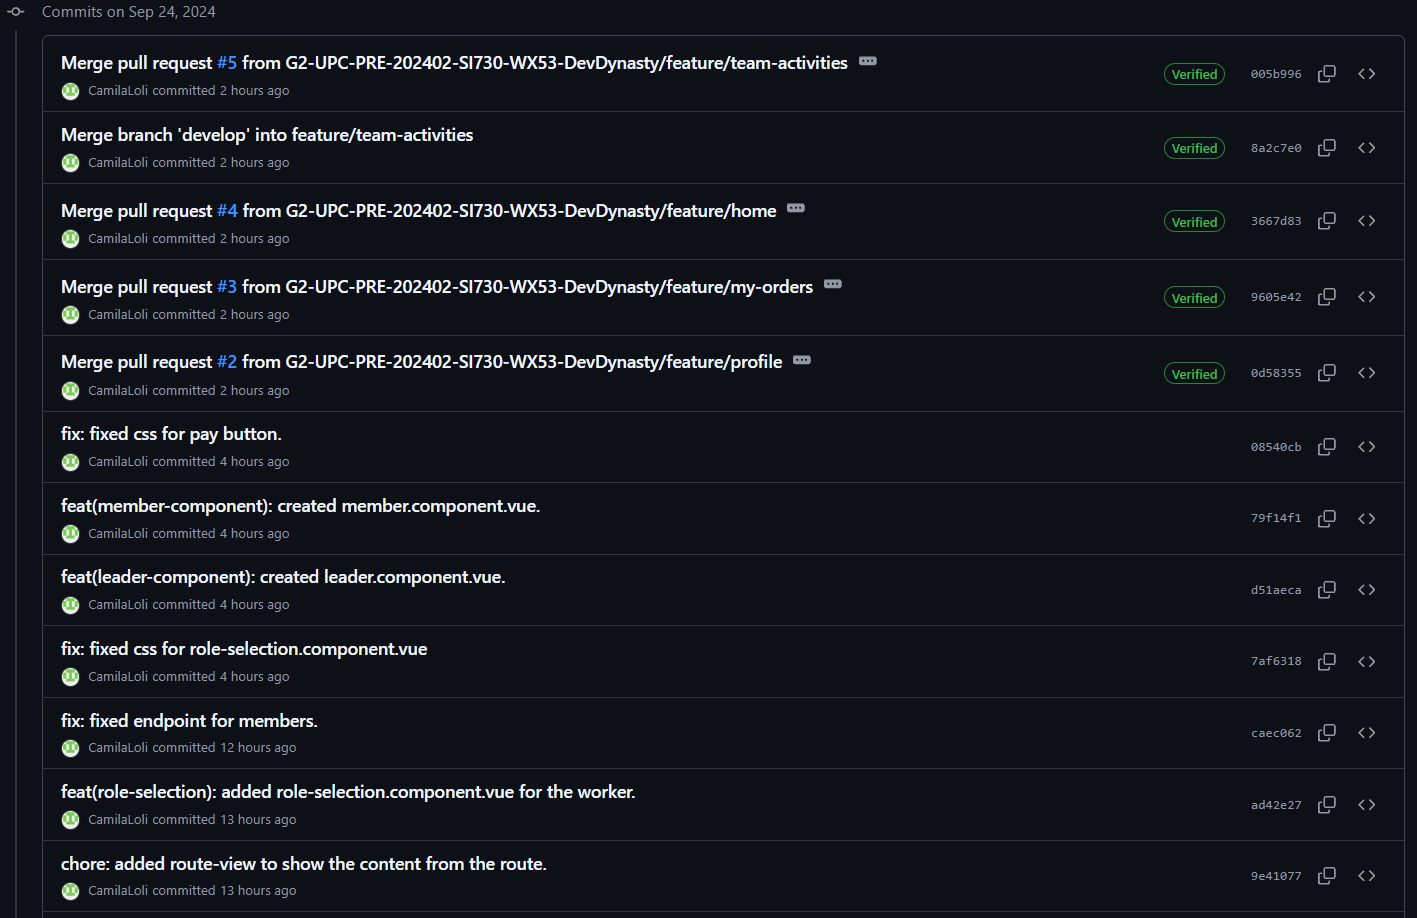 Commits on Sep 24, 2024
Merge pull request #5 from G2-UPC-PRE-202402-SI730-WX53-DevDynasty/feature/team-activities
CamilaLoli committed 2 hours ago
Verified 005b996
Merge branch 'develop' into feature/team-activities
CamilaLoli committed 2 hours ago
Verified 8a2c7e0
Merge pull request #4 from G2-UPC-PRE-202402-SI730-WX53-DevDynasty/feature/home
CamilaLoli committed 2 hours ago
Verified 3667d83
Merge pull request #3 from G2-UPC-PRE-202402-SI730-WX53-DevDynasty/feature/my-orders
CamilaLoli committed 2 hours ago
Verified 9605e42
Merge pull request #2 from G2-UPC-PRE-202402-SI730-WX53-DevDynasty/feature/profile
CamilaLoli committed 2 hours ago
Verified 0d58355
fix: fixed css for pay button.
CamilaLoli committed 4 hours ago
08540cb
feat(member-component): created member.component.vue.
CamilaLoli committed 4 hours ago
79f14f1
feat(leader-component): created leader.component.vue.
CamilaLoli committed 4 hours ago
d51aeca
fix: fixed css for role-selection.component.vue
CamilaLoli committed 4 hours ago
7af6318
fix: fixed endpoint for members.
CamilaLoli committed 12 hours ago
caec062
feat(role-selection): added role-selection.component.vue for the worker.
CamilaLoli committed 13 hours ago
ad42e27
chore: added route-view to show the content from the route.
CamilaLoli committed 13 hours ago
9e41077